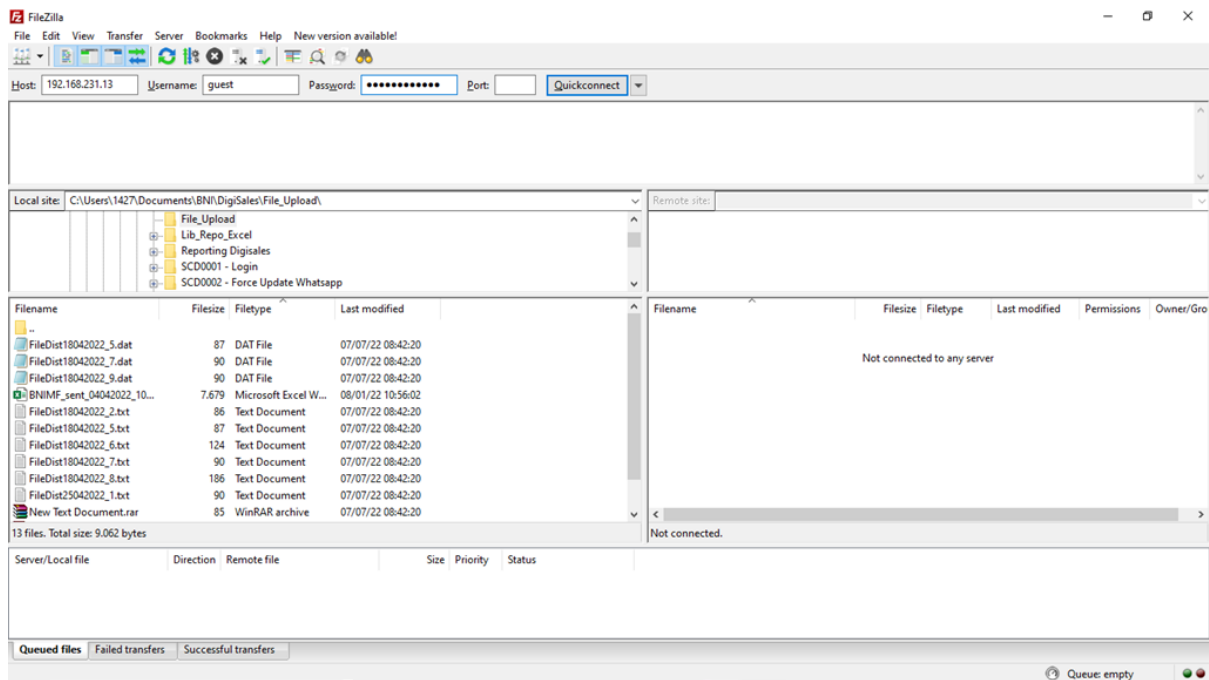 FileZilla
File Edit View Transfer Server Bookmarks Help New version available!
Host: 192.168.231.13 Username: guest Password: ●●●●●●●●●●●● Port: Quickconnect
Local site: C:\Users\1427\Documents\BNI\DigiSales\File_Upload\
Remote site:
File_Upload
Lib_Repo_Excel
Reporting Digisales
SCD0001 - Login
SCD0002 - Force Update Whatsapp
Filename Filesize Filetype Last modified
..
FileDist18042022_5.dat 87 DAT File 07/07/22 08:42:20
FileDist18042022_7.dat 90 DAT File 07/07/22 08:42:20
FileDist18042022_9.dat 90 DAT File 07/07/22 08:42:20
BNIMF_sent_04042022_10... 7.679 Microsoft Excel W... 08/01/22 10:56:02
FileDist18042022_2.txt 86 Text Document 07/07/22 08:42:20
FileDist18042022_5.txt 87 Text Document 07/07/22 08:42:20
FileDist18042022_6.txt 124 Text Document 07/07/22 08:42:20
FileDist18042022_7.txt 90 Text Document 07/07/22 08:42:20
FileDist18042022_8.txt 186 Text Document 07/07/22 08:42:20
FileDist25042022_1.txt 90 Text Document 07/07/22 08:42:20
New Text Document.rar 85 WinRAR archive 07/07/22 08:42:20
13 files. Total size: 9.062 bytes
Filename Filesize Filetype Last modified Permissions Owner/Gro
Not connected to any server
Not connected.
Server/Local file Direction Remote file Size Priority Status
Queued files Failed transfers Successful transfers
Queue: empty